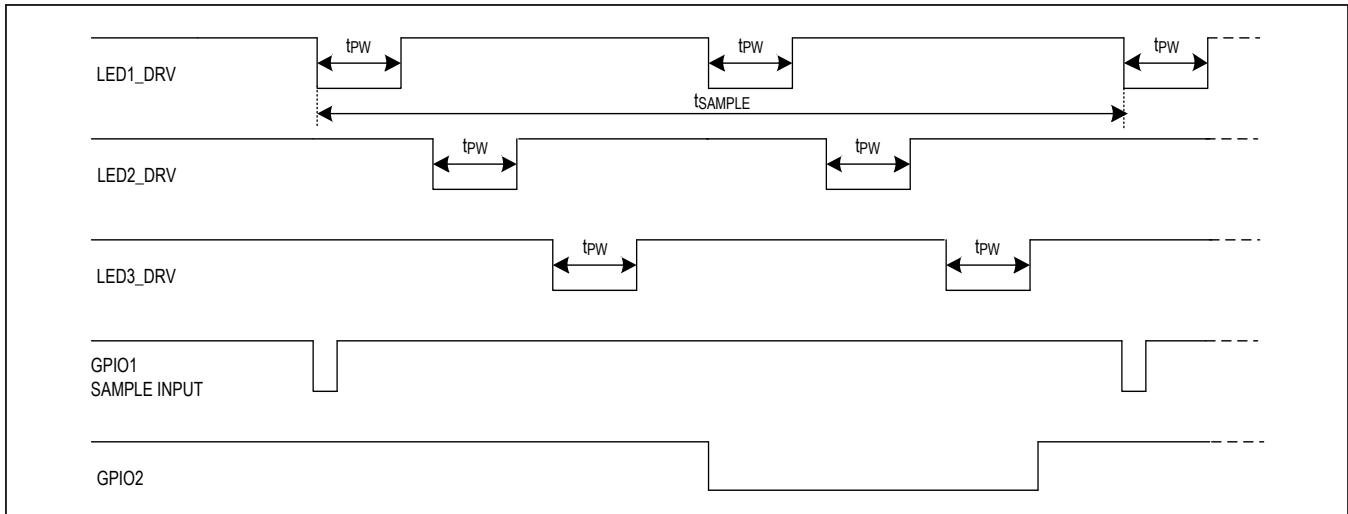 tPW tPW tPW
LED1_DRV
tSAMPLE
tPW tPW
LED2_DRV
tPW tPW
LED3_DRV
GPIO1
SAMPLE INPUT
GPIO2